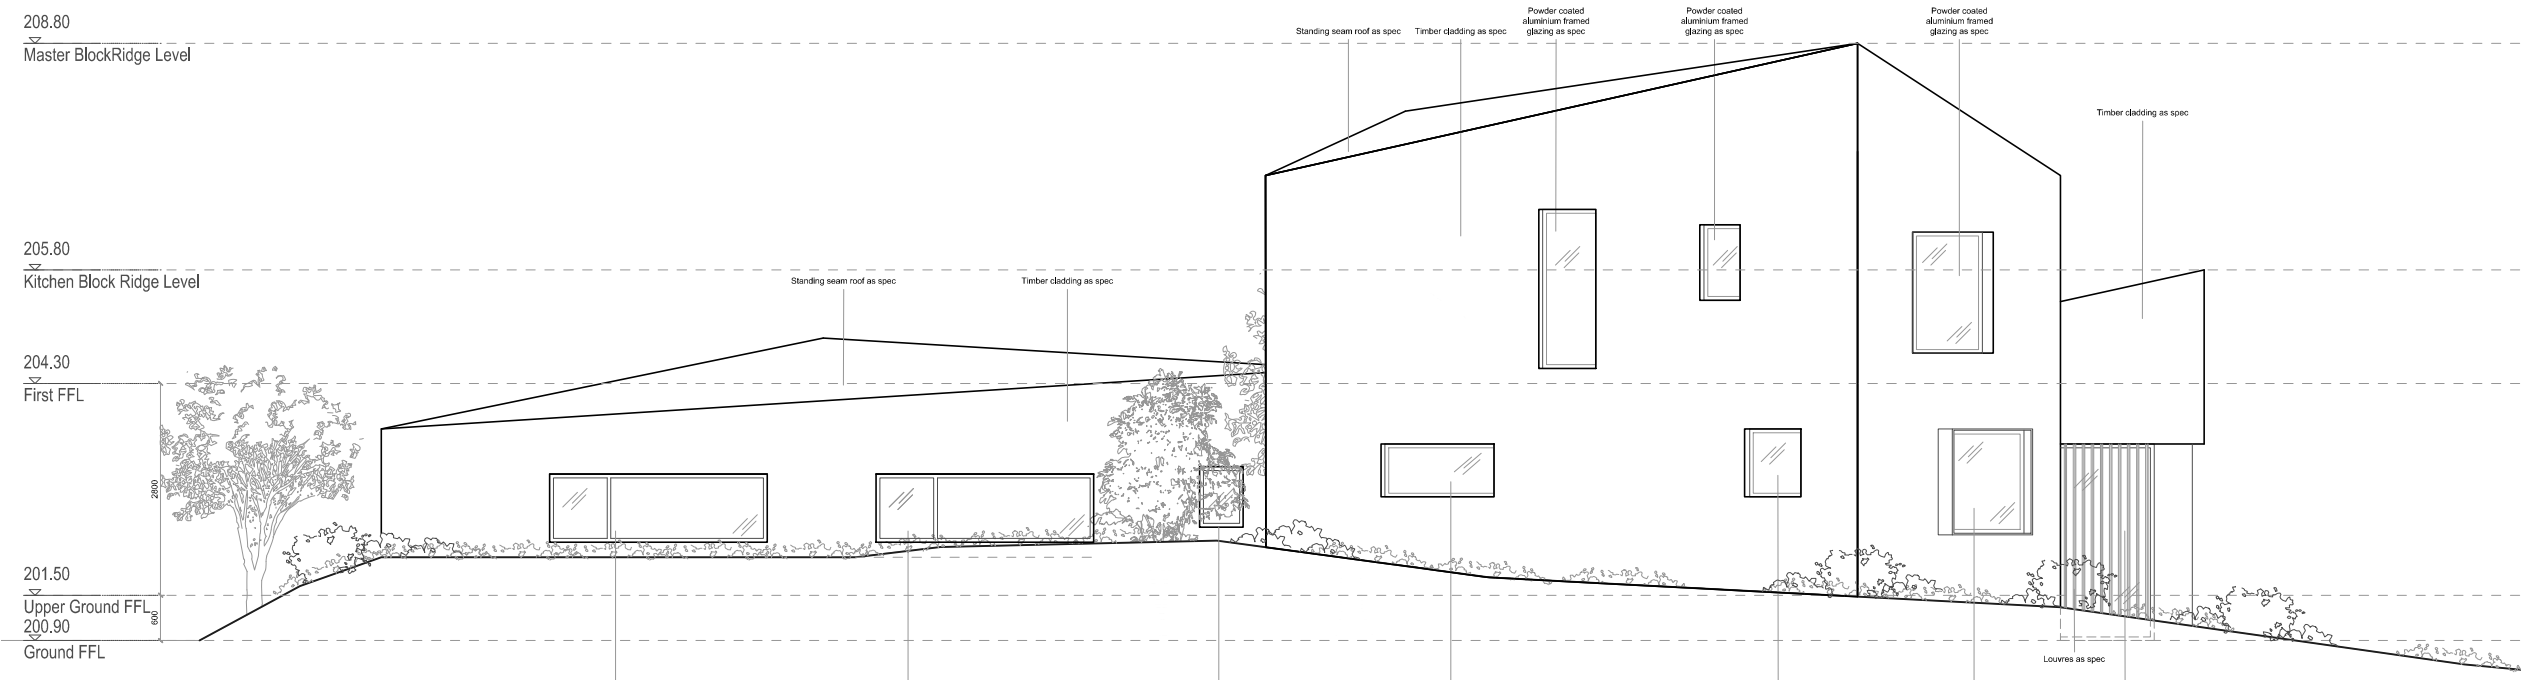 208.80
Master BlockRidge Level
Standing seam roof as spec
Timber cladding as spec
Powder coated
aluminium framed
glazing as spec
Powder coated
aluminium framed
glazing as spec
Powder coated
aluminium framed
glazing as spec
Timber cladding as spec
205.80
Kitchen Block Ridge Level
Standing seam roof as spec
Timber cladding as spec
204.30
First FFL
2800
201.50
Upper Ground FFL
600
200.90
Ground FFL
Louvres as spec